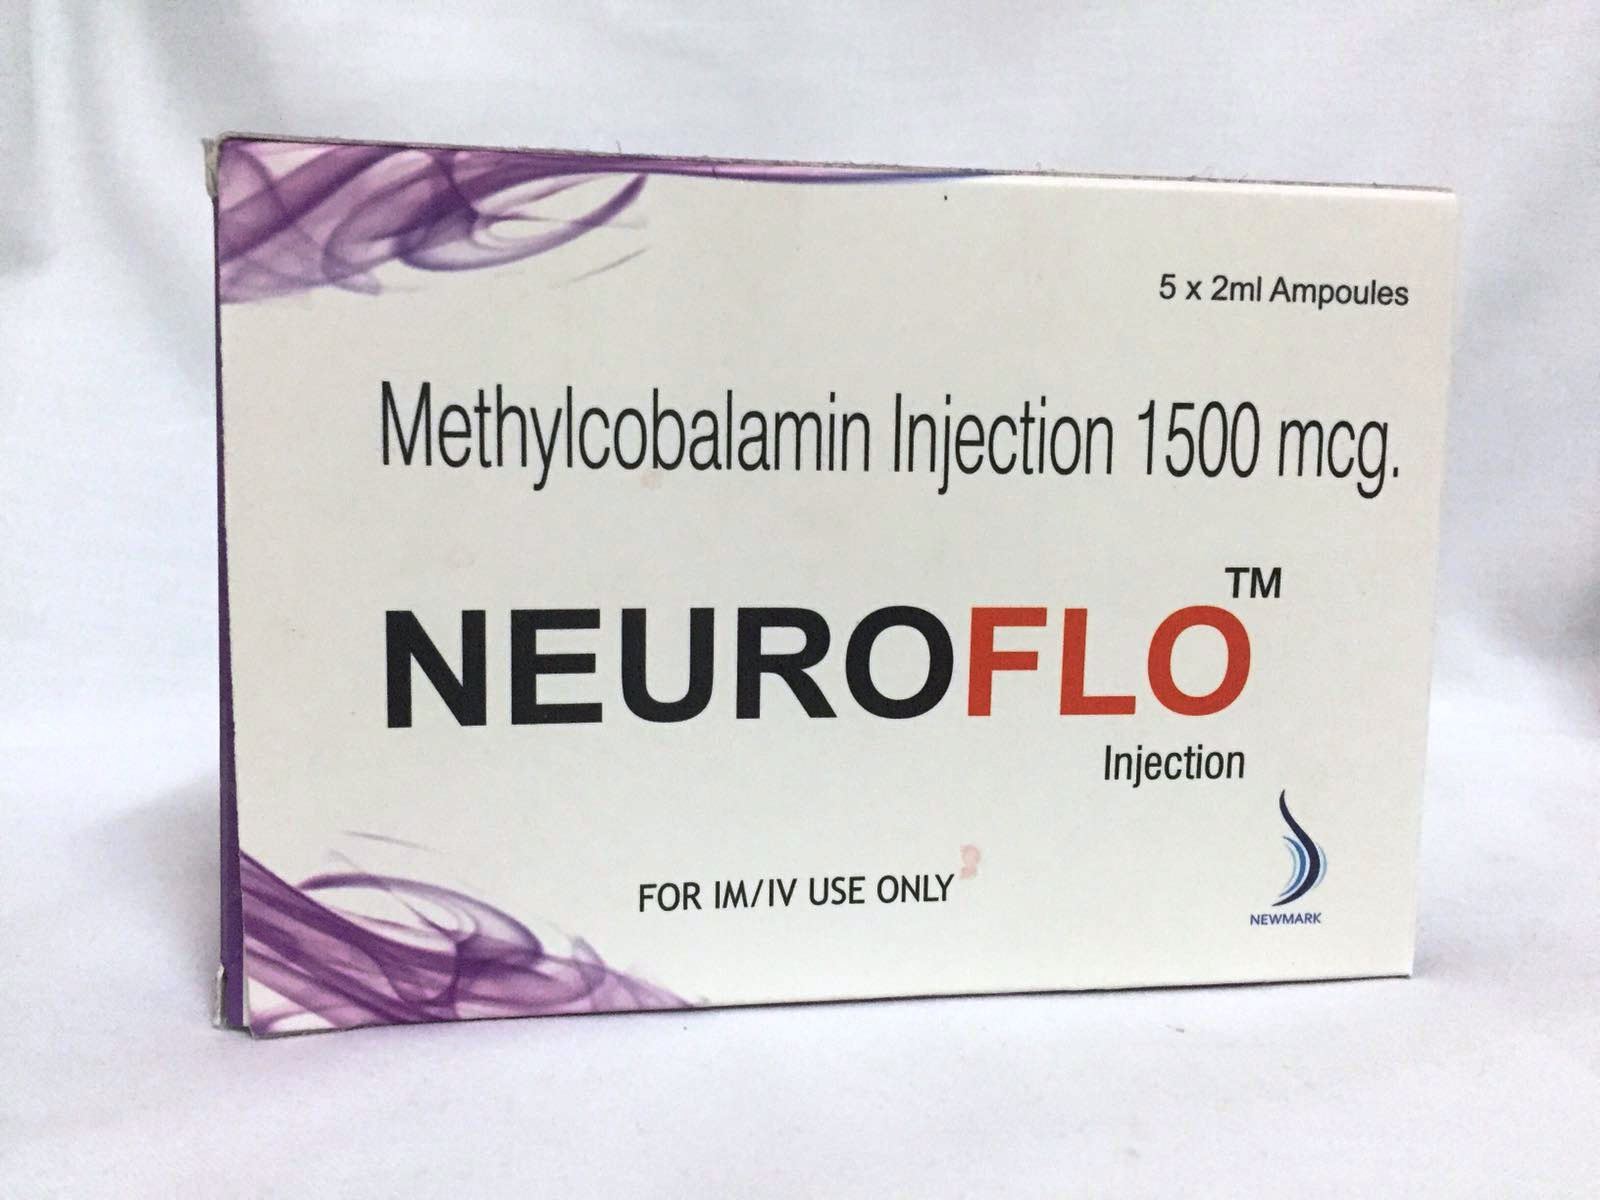 5 x 2ml Ampoules
Methylcobalamin Injection 1500 mcg.
NEUROFLO™
Injection
FOR IM/IV USE ONLY
NEWMARK